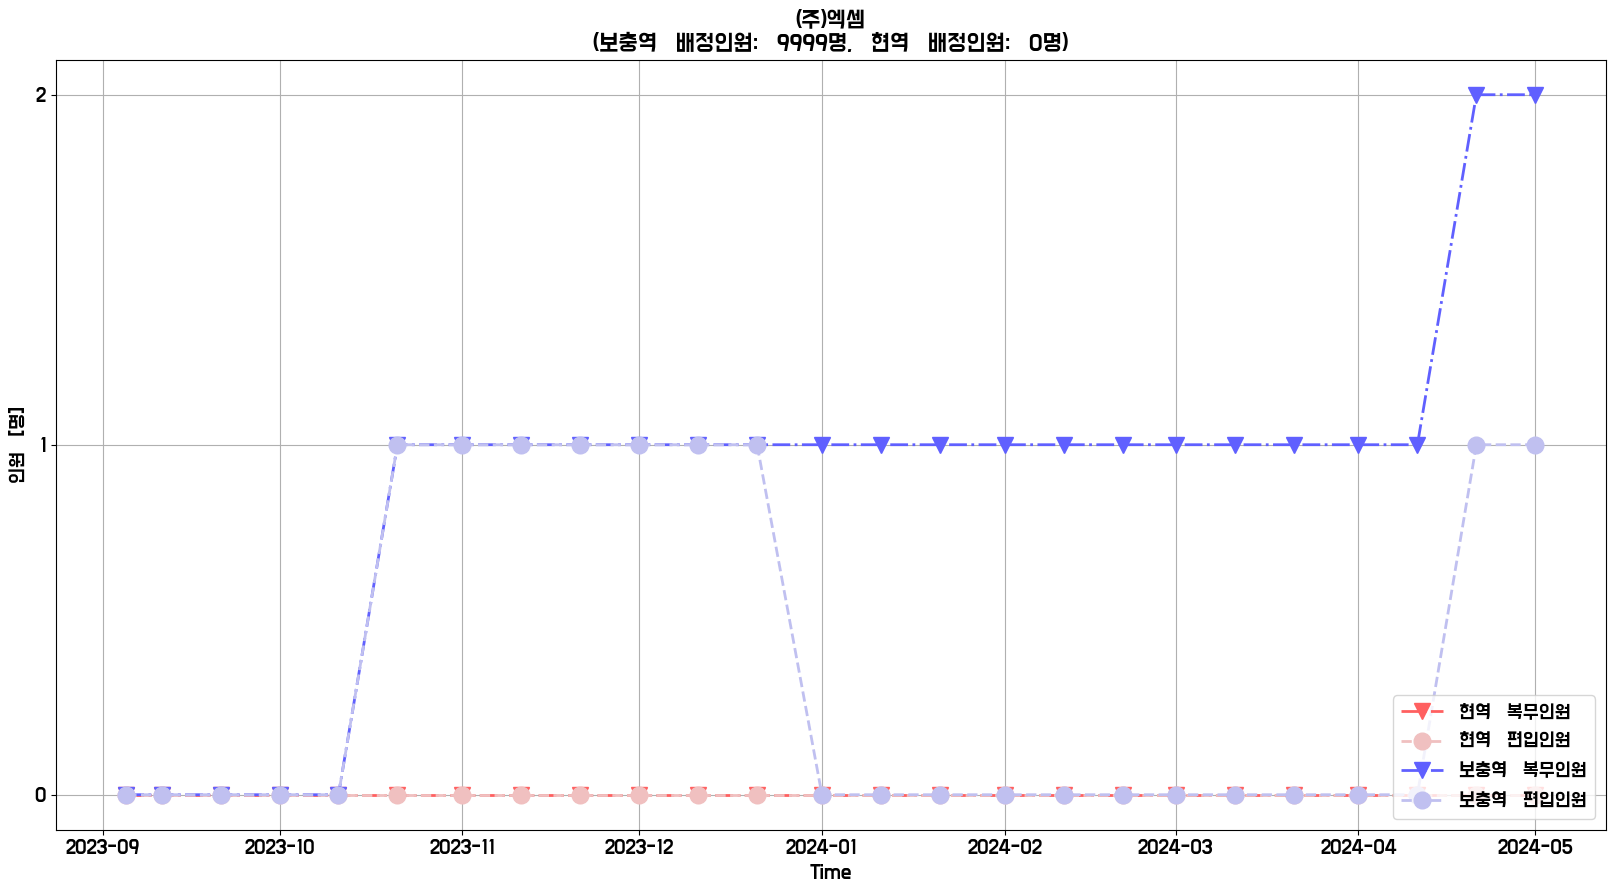 (주)엑셈
(보충역 배정인원: 9999명, 현역 배정인원: 0명)
인원 [명]
2
1
0
현역 복무인원
현역 편입인원
보충역 복무인원
보충역 편입인원
2023-09 2023-10 2023-11 2023-12 2024-01 2024-02 2024-03 2024-04 2024-05
Time